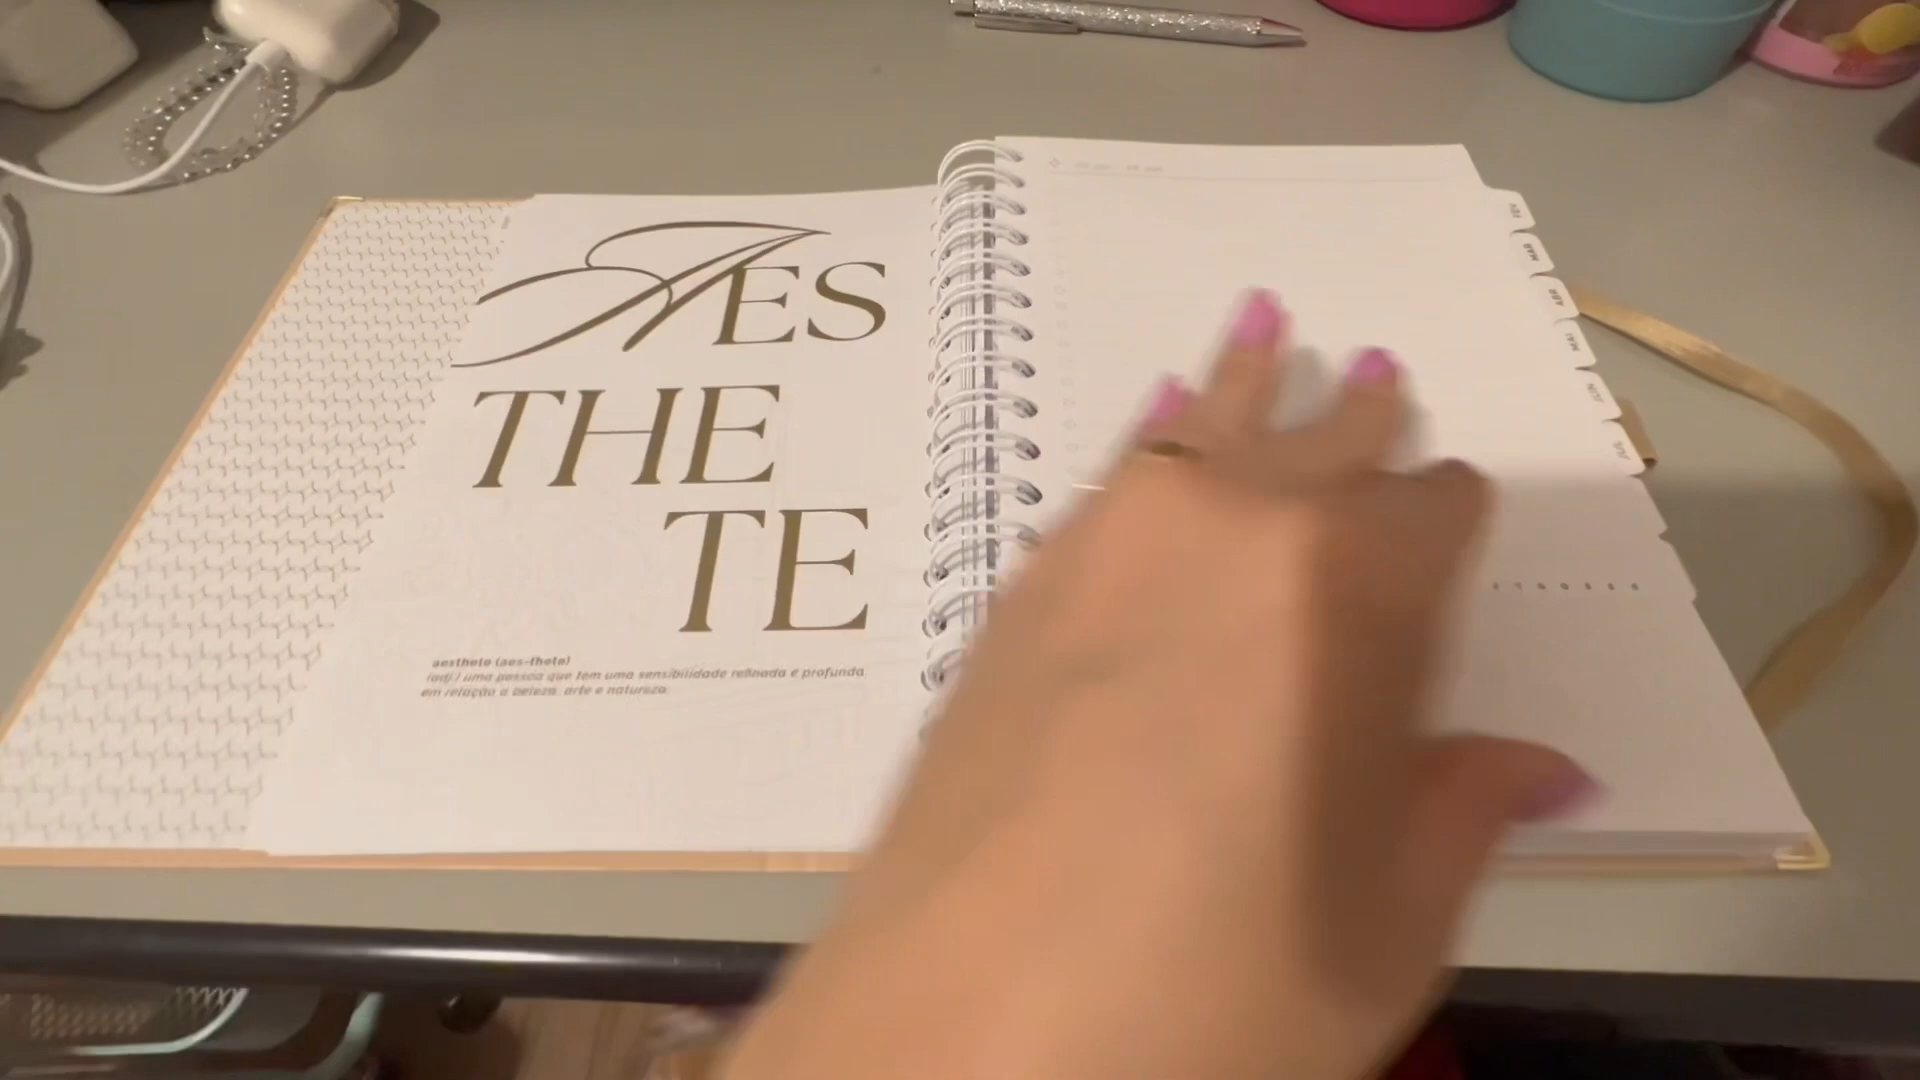 AES
THE
TE
aesthete (aes-thete)
(adj.) uma pessoa que tem uma sensibilidade refinada e profunda
em relação a beleza, arte e natureza.
FEV
MAR
ABR
MAI
JUN
JUL